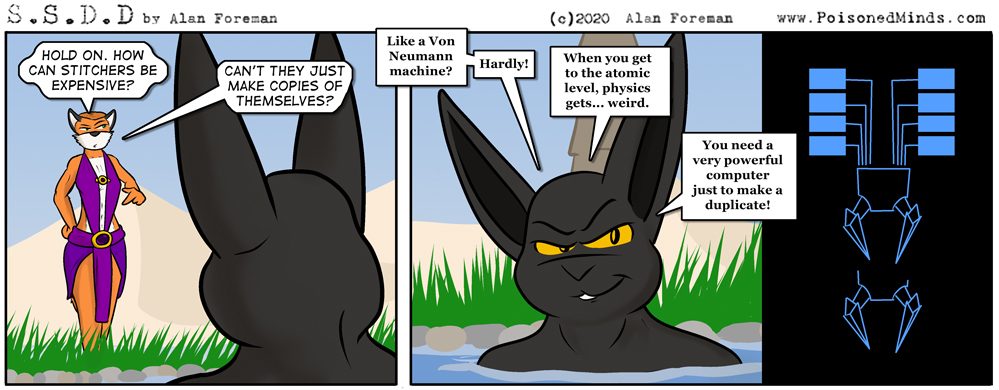 S.S.D.D by Alan Foreman
(c)2020 Alan Foreman
www.PoisonedMinds.com
HOLD ON. HOW
CAN STITCHERS BE
EXPENSIVE?
CAN'T THEY JUST
MAKE COPIES OF
THEMSELVES?
Like a Von
Neumann
machine?
Hardly!
When you get
to the atomic
level, physics
gets... weird.
You need a
very powerful
computer
just to make a
duplicate!